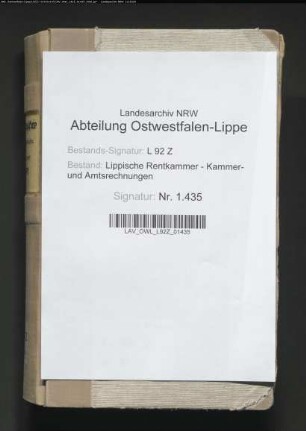 Landesarchiv NRW
Abteilung Ostwestfalen-Lippe
Bestands-Signatur: L 92 Z
Bestand: Lippische Rentkammer - Kammer-
und Amtsrechnungen
Signatur: Nr. 1.435
LAV_OWL_L92Z_01435